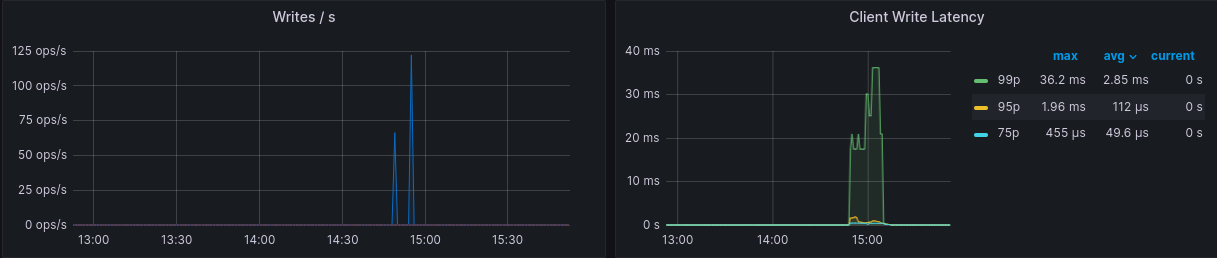 Writes / s
125 ops/s
100 ops/s
75 ops/s
50 ops/s
25 ops/s
0 ops/s
13:00 13:30 14:00 14:30 15:00 15:30
Client Write Latency
40 ms
30 ms
20 ms
10 ms
0 s
13:00 14:00 15:00
max avg current
99p 36.2 ms 2.85 ms 0 s
95p 1.96 ms 112 µs 0 s
75p 455 µs 49.6 µs 0 s